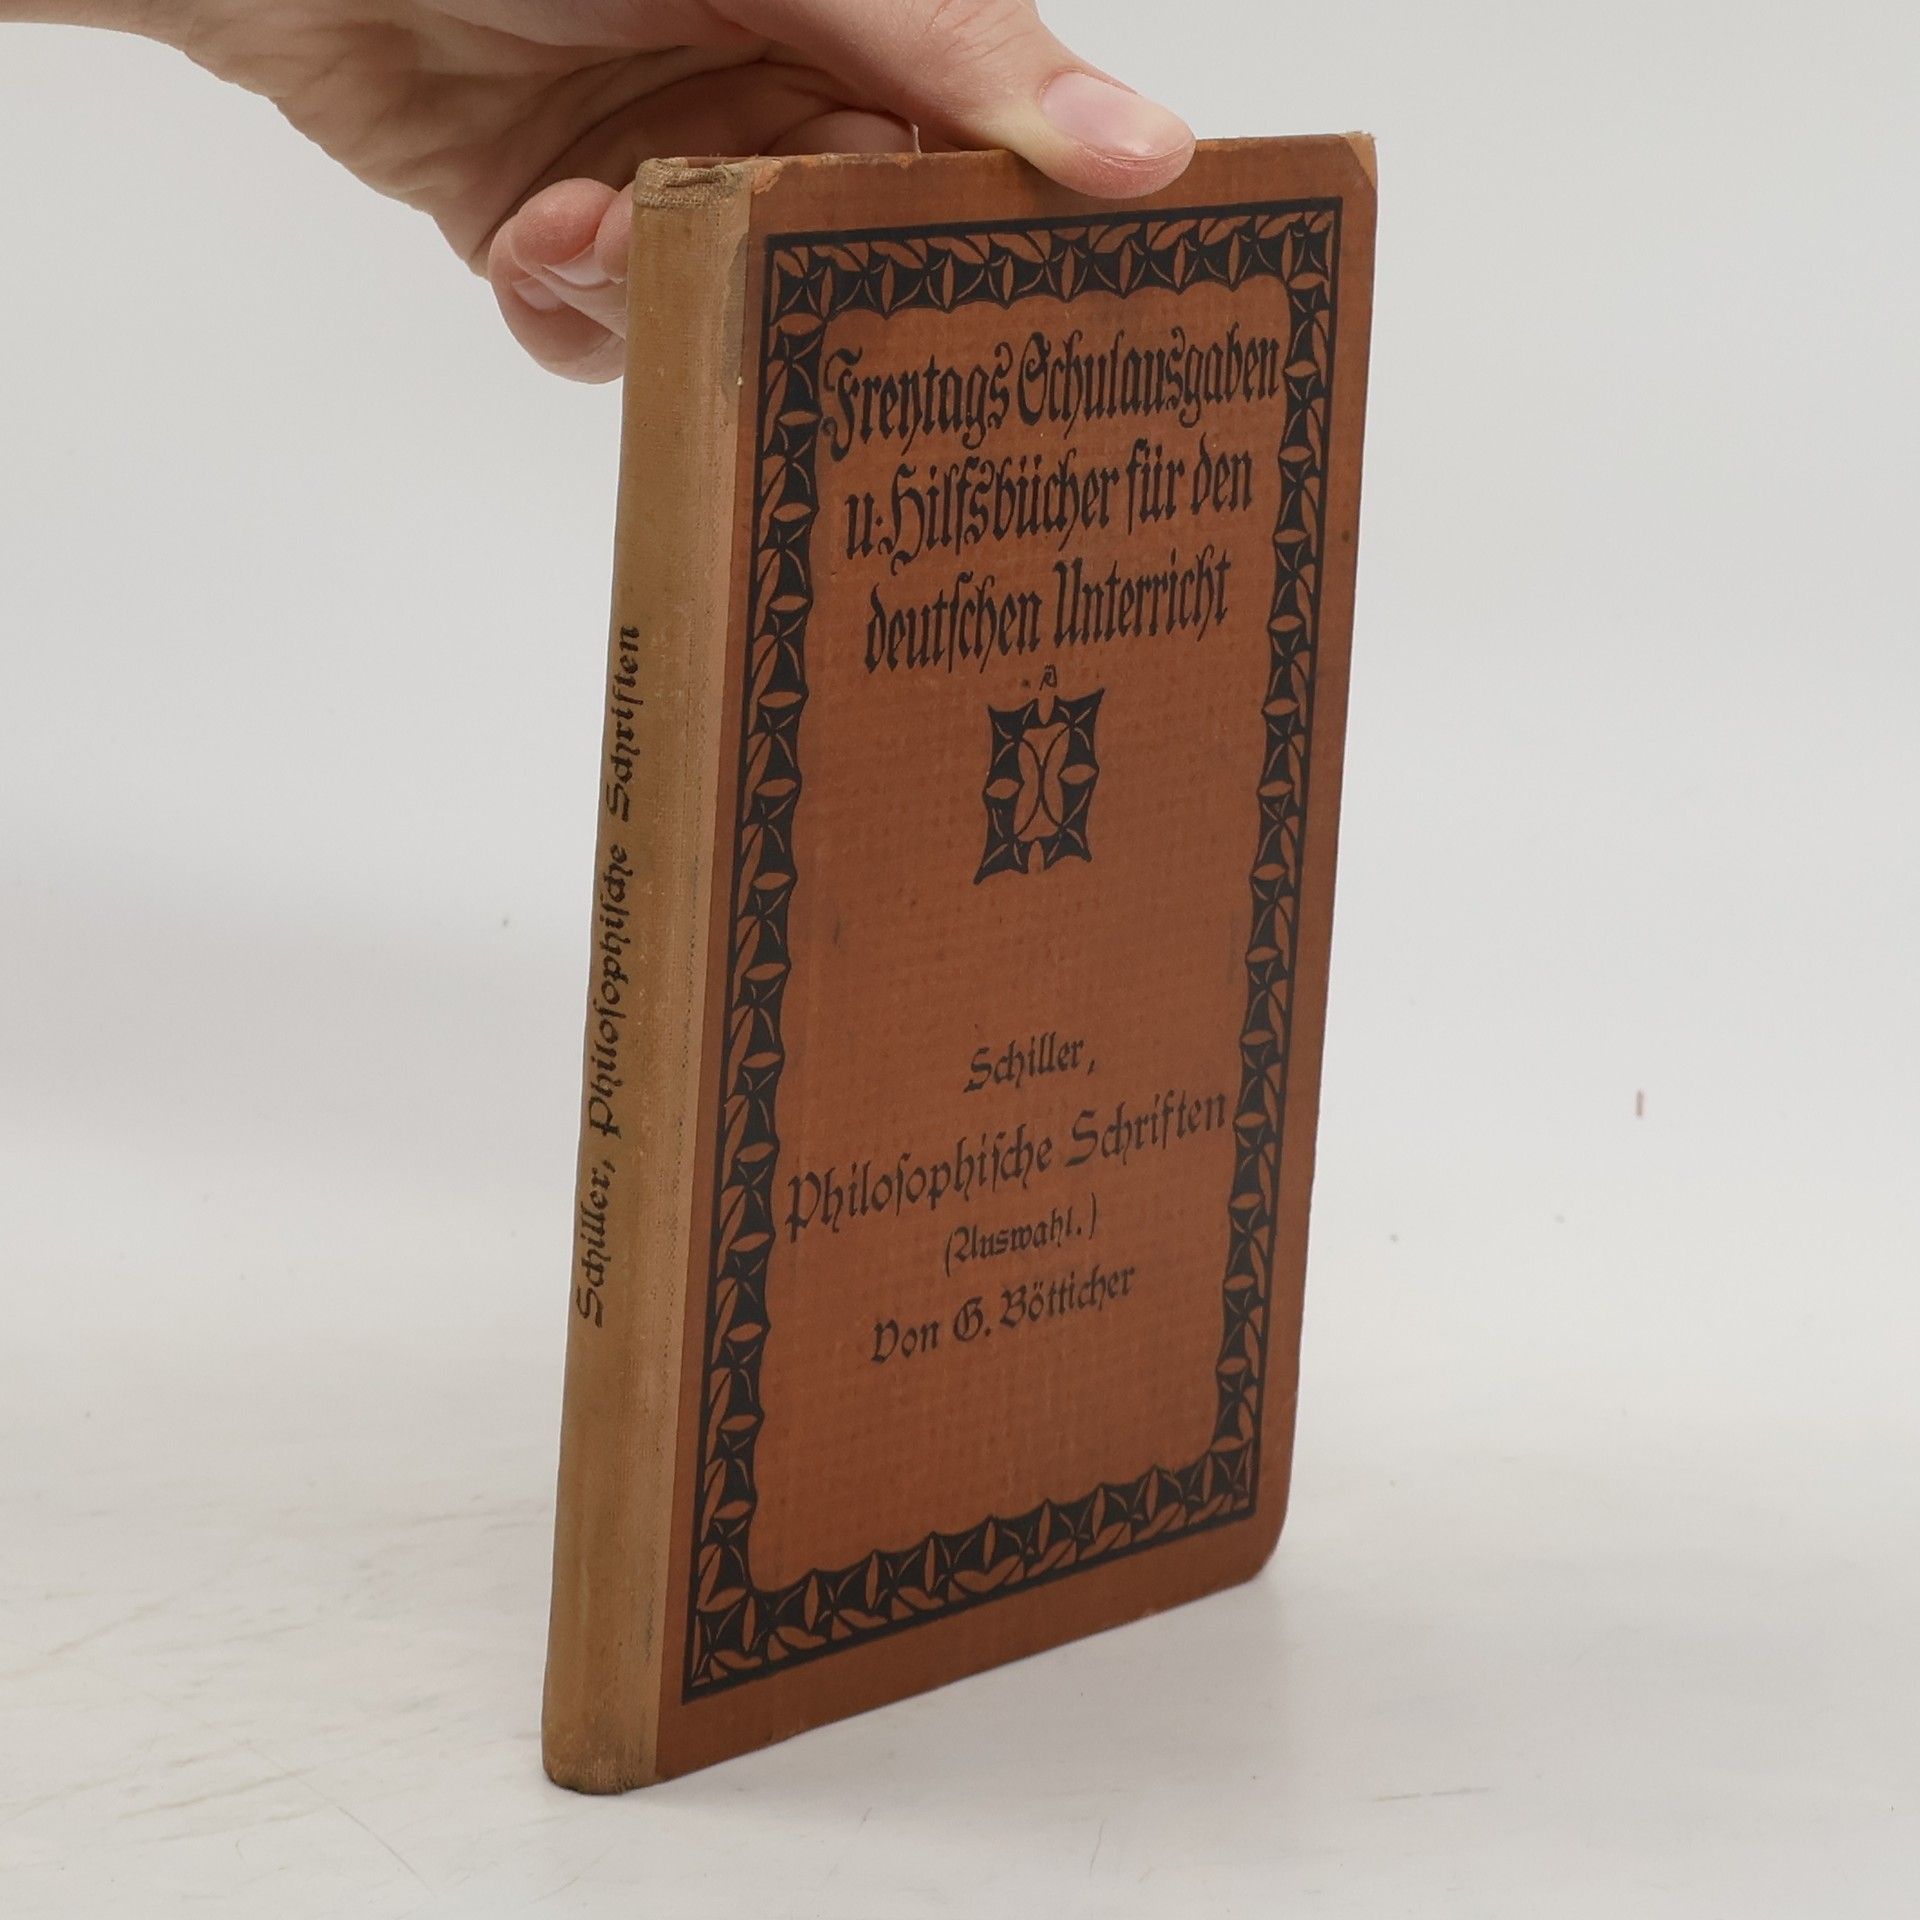 Freytags Schulausgaben
u. Hilfsbücher für den
deutſchen Unterricht
Schiller,
Philoſophiſche Schriften
(Auswahl.)
Von G. Bötticher
Schiller, Philoſophiſche Schriften